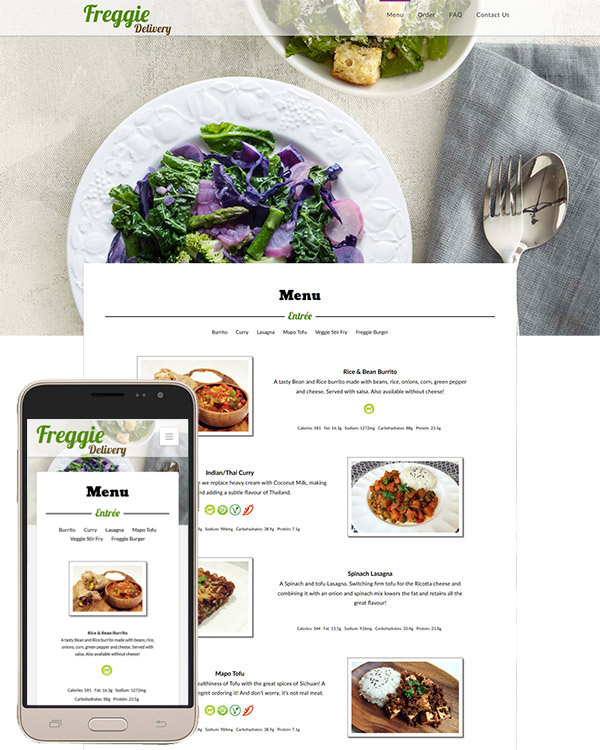 Freggie
Delivery
Menu Order FAQ Contact Us
Menu
Entrée
Burrito Curry Lasagna Mapo Tofu Veggie Stir Fry Freggie Burger
Rice & Bean Burrito
A tasty Bean and Rice burrito made with beans, rice, onions, corn, green pepper
and cheese. Served with salsa. Also available without cheese!
Calories: 581 Fat: 16.3g Sodium: 1272mg Carbohydrates: 88g Protein: 23.5g
Indian/Thai Curry
we replace heavy cream with Coconut Milk, making
and adding a subtle flavour of Thailand.
Sodium: 986mg Carbohydrates: 38.9g Protein: 7.1g
Spinach Lasagna
A Spinach and tofu Lasagna. Switching firm tofu for the Ricotta cheese and
combining it with an onion and spinach mix lowers the fat and retains all the
great flavour!
Calories: 344 Fat: 13.5g Sodium: 936mg Carbohydrates: 33.4g Protein: 23.8g
Mapo Tofu
ealthiness of Tofu with the great spices of Sichuan! A
egret ordering it! And don't worry, it's not real meat.
Sodium: 986mg Carbohydrates: 38.9g Protein: 7.1g
Freggie
Delivery
Menu
Entrée
Burrito Curry Lasagna Mapo Tofu
Veggie Stir Fry Freggie Burger
Rice & Bean Burrito
A tasty Bean and Rice burrito made with beans, rice,
onions, corn, green pepper and cheese. Served with
salsa. Also available without cheese!
Calories: 581 Fat: 16.3g Sodium: 1272mg
Carbohydrates: 88g Protein: 23.5g